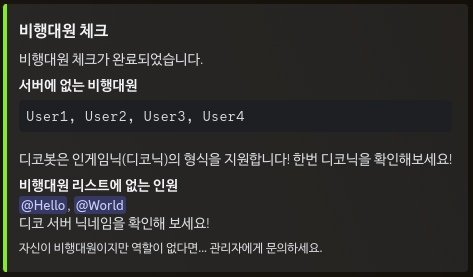 비행대원 체크
비행대원 체크가 완료되었습니다.
서버에 없는 비행대원
User1, User2, User3, User4
디코봇은 인게임닉(디코닉)의 형식을 지원합니다! 한번 디코닉을 확인해보세요!
비행대원 리스트에 없는 인원
@Hello, @World
디코 서버 닉네임을 확인해 보세요!
자신이 비행대원이지만 역할이 없다면... 관리자에게 문의하세요.